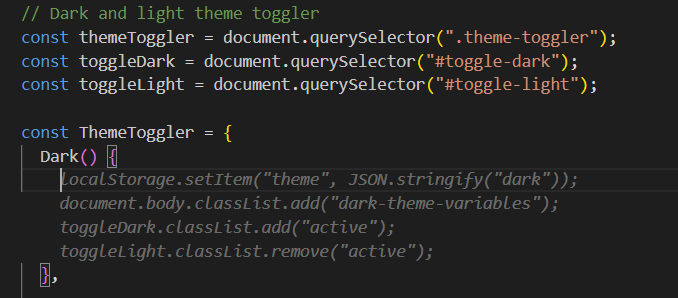 // Dark and light theme toggler
const themeToggler = document.querySelector(".theme-toggler");
const toggleDark = document.querySelector("#toggle-dark");
const toggleLight = document.querySelector("#toggle-light");
const ThemeToggler = {
Dark() {
localStorage.setItem("theme", JSON.stringify("dark"));
document.body.classList.add("dark-theme-variables");
toggleDark.classList.add("active");
toggleLight.classList.remove("active");
},